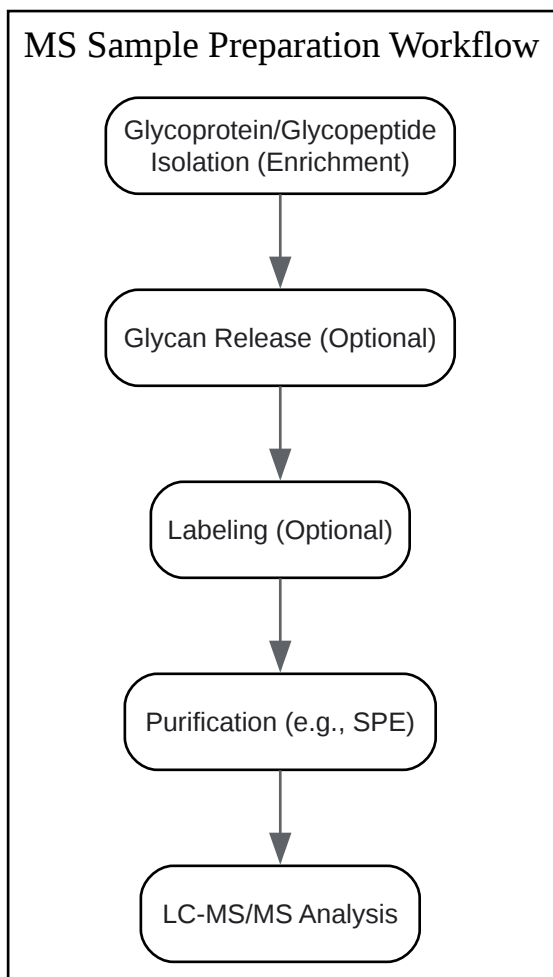 MS Sample Preparation Workflow
Glycoprotein/Glycopeptide
Isolation (Enrichment)
Glycan Release (Optional)
Labeling (Optional)
Purification (e.g., SPE)
LC-MS/MS Analysis